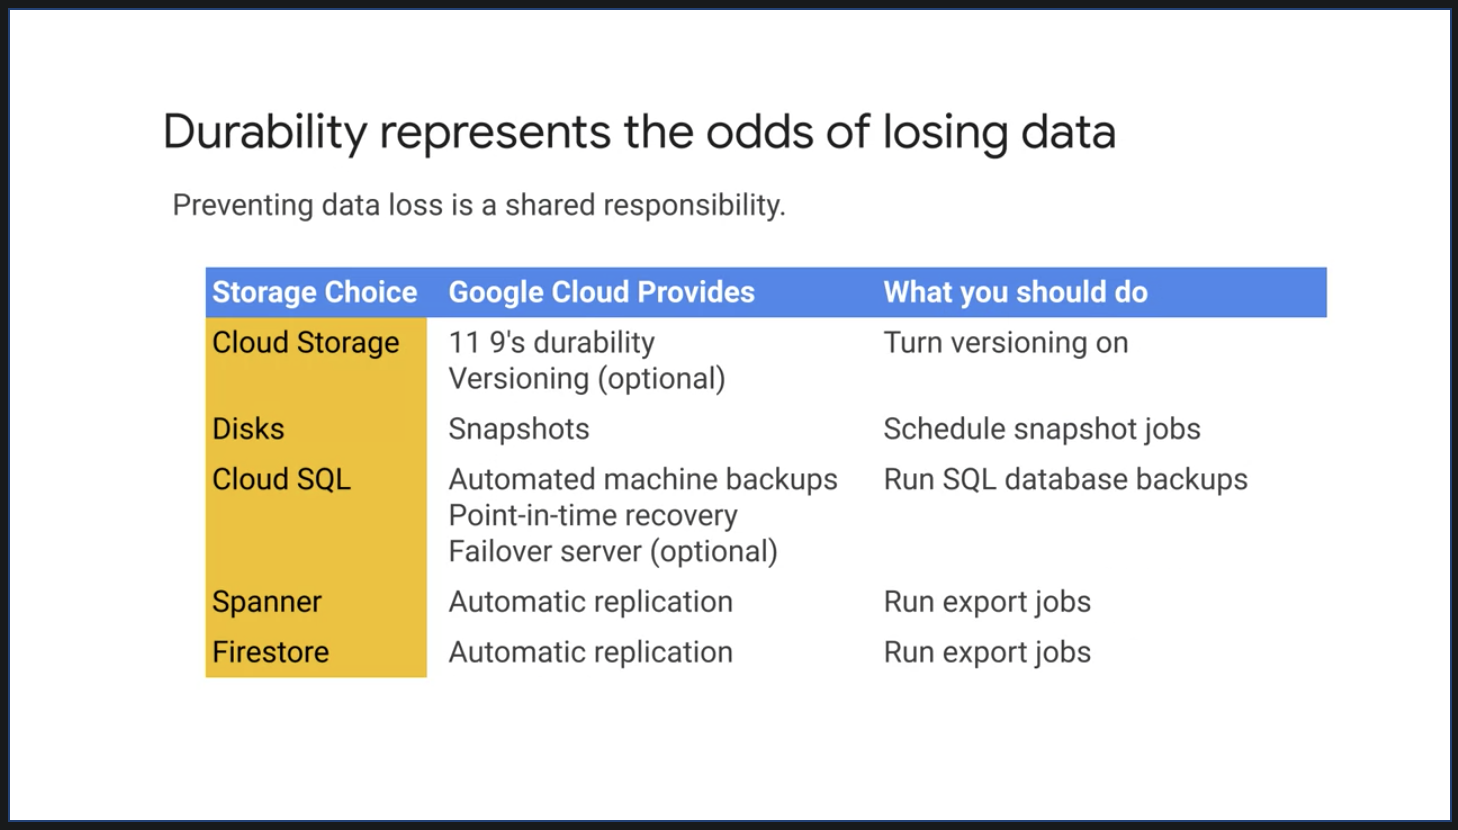 Durability represents the odds of losing data
Preventing data loss is a shared responsibility.
Storage Choice Google Cloud Provides What you should do
Cloud Storage 11 9's durability Turn versioning on
Versioning (optional)
Disks Snapshots Schedule snapshot jobs
Cloud SQL Automated machine backups Run SQL database backups
Point-in-time recovery
Failover server (optional)
Spanner Automatic replication Run export jobs
Firestore Automatic replication Run export jobs